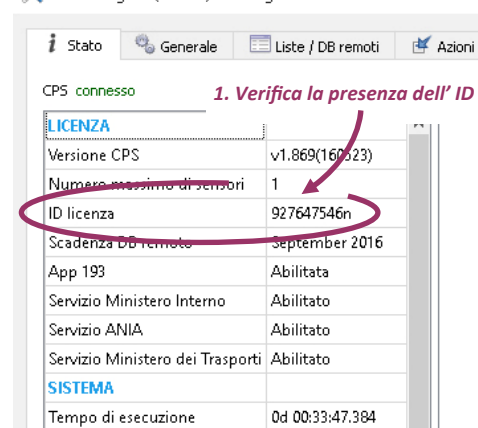 Stato Generale Liste / DB remoti Azioni
CPS connesso
1. Verifica la presenza dell' ID
LICENZA
Versione CPS v1.869(160523)
Numero massimo di sensori 1
ID licenza 927647546n
Scadenza DB remoto September 2016
App 193 Abilitata
Servizio Ministero Interno Abilitato
Servizio ANIA Abilitato
Servizio Ministero dei Trasporti Abilitato
SISTEMA
Tempo di esecuzione 0d 00:33:47.384